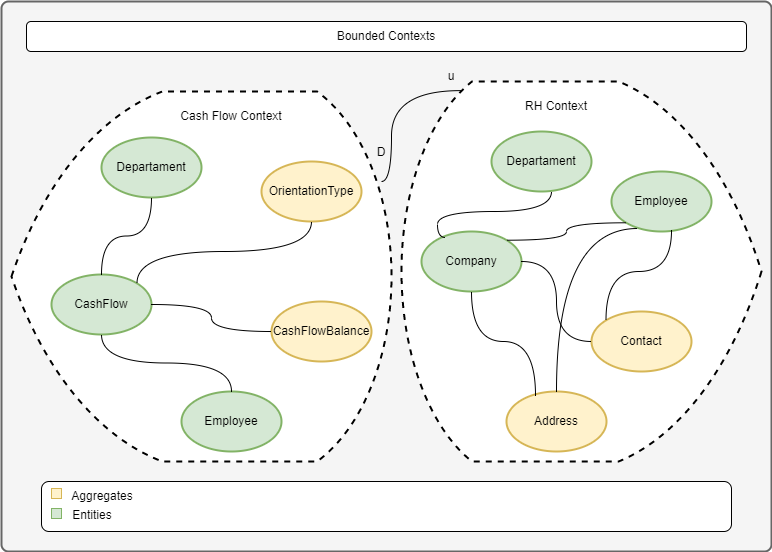 Bounded Contexts
u
Cash Flow Context
RH Context
D
Departament
OrientationType
Departament
Employee
Company
CashFlow
CashFlowBalance
Contact
Employee
Address
Aggregates
Entities